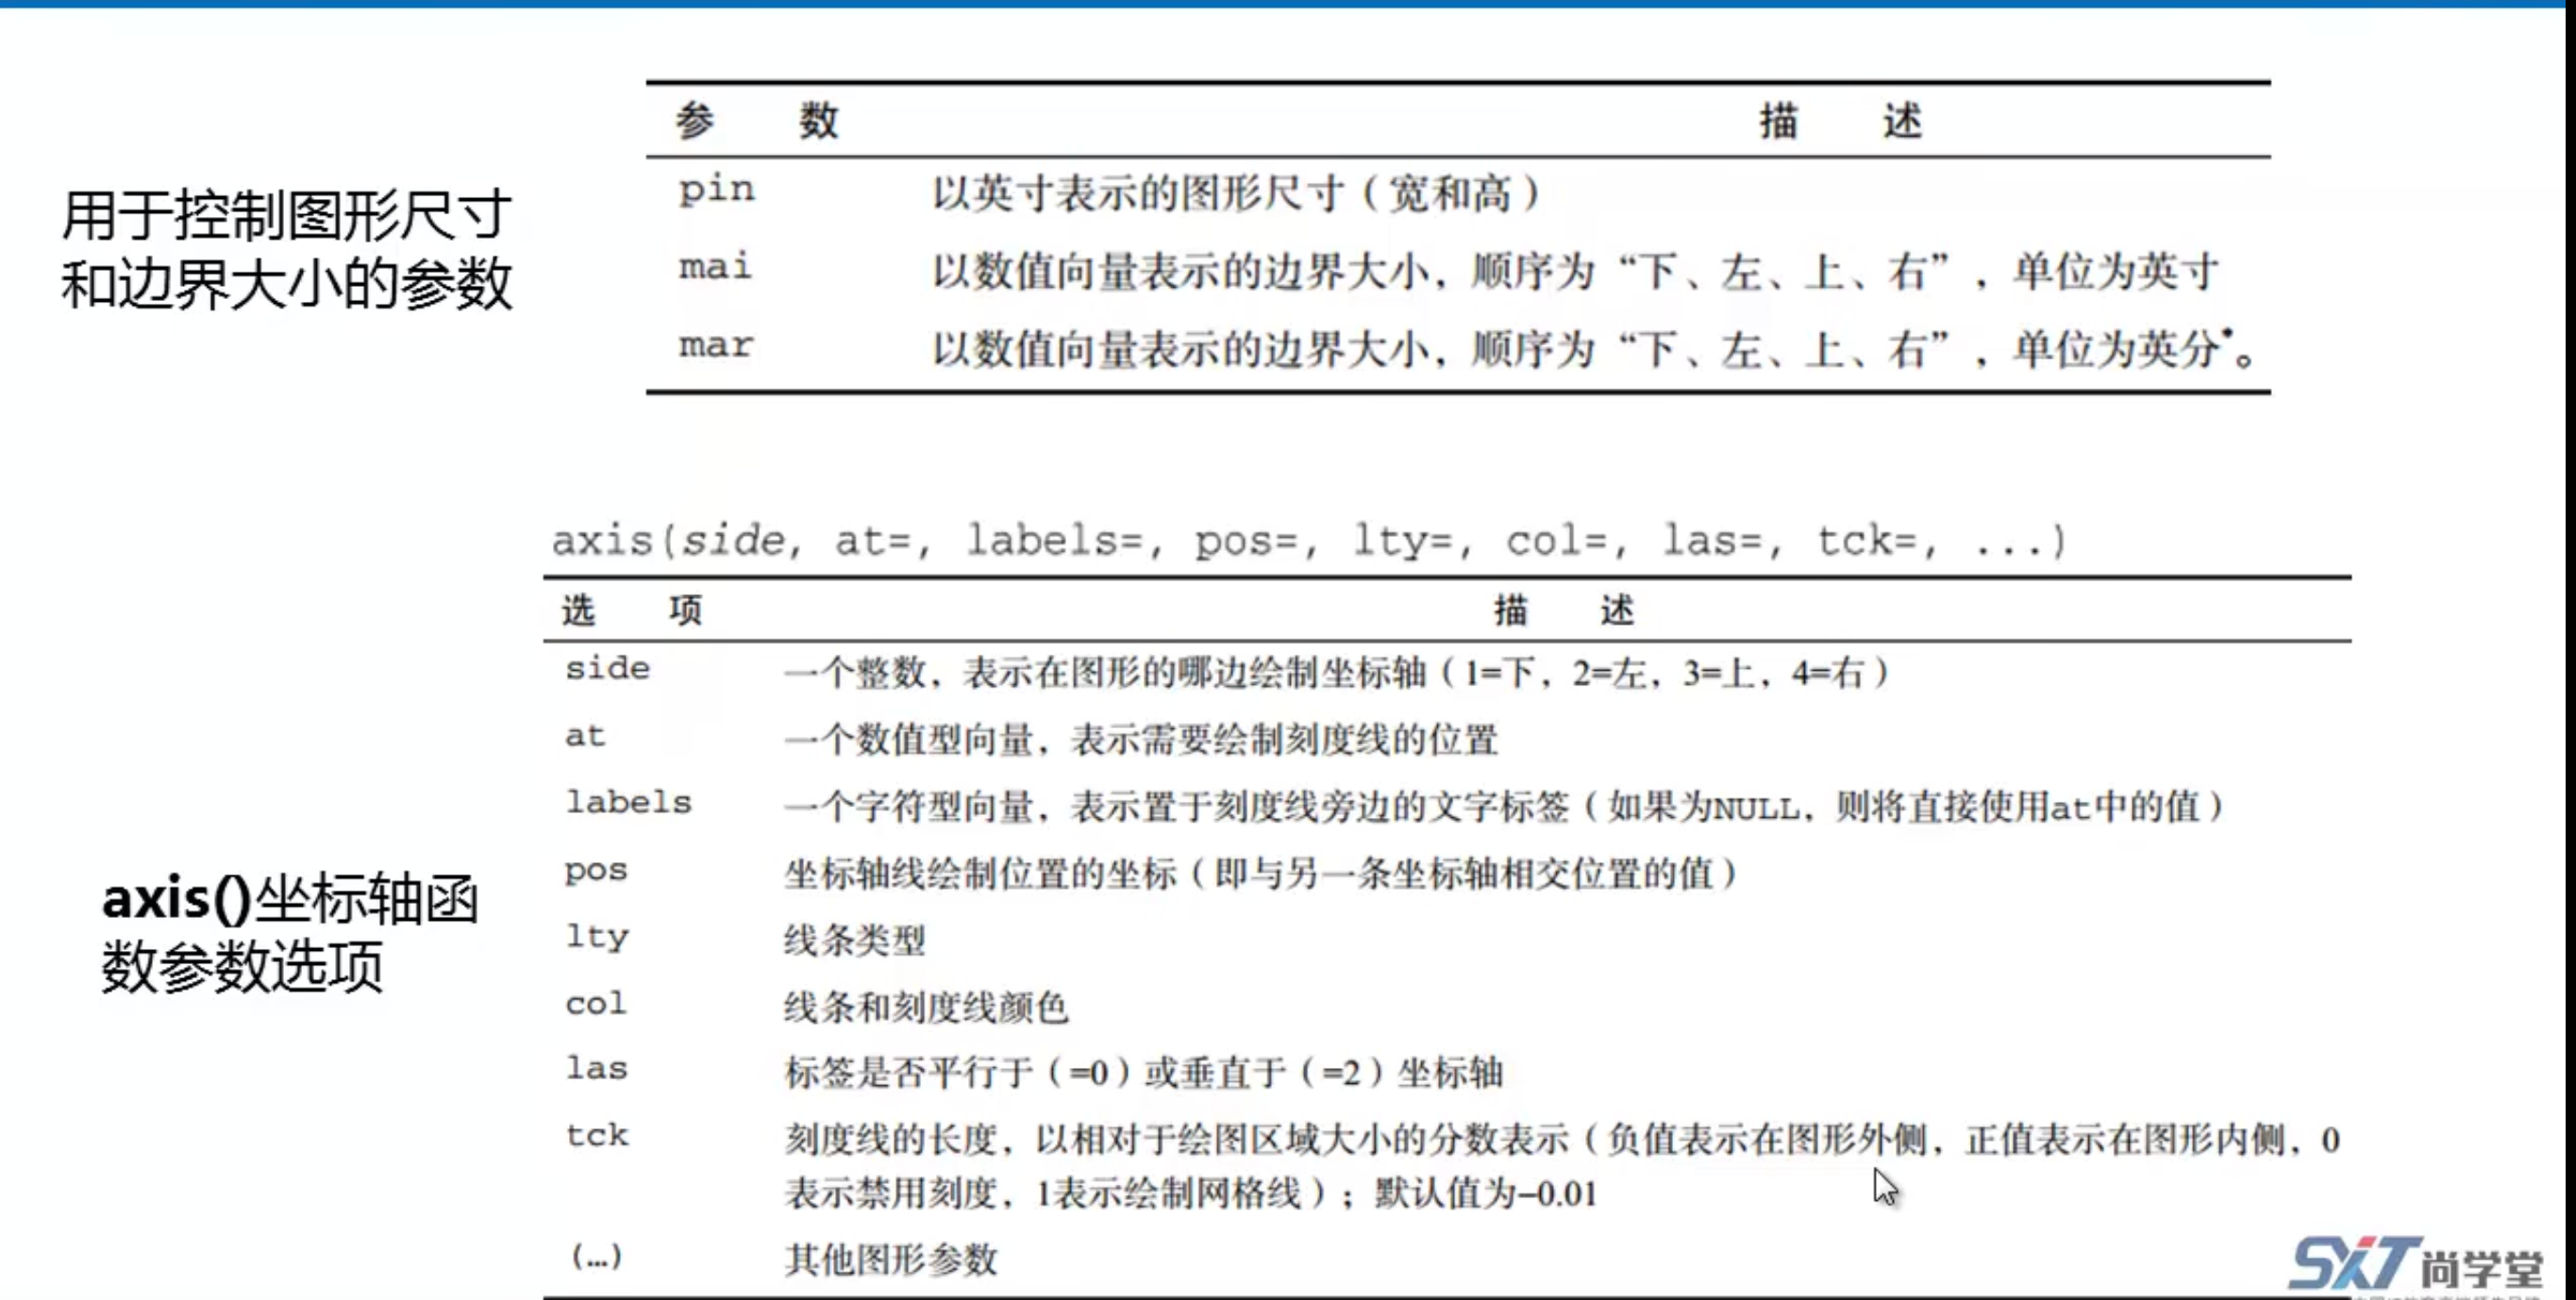 用于控制图形尺寸
和边界大小的参数
参 数 描 述
pin 以英寸表示的图形尺寸（宽和高）
mai 以数值向量表示的边界大小，顺序为“下、左、上、右”，单位为英寸
mar 以数值向量表示的边界大小，顺序为“下、左、上、右”，单位为英分*。
axis(side, at=, labels=, pos=, lty=, col=, las=, tck=, ...)
axis()坐标轴函
数参数选项
选 项 描 述
side 一个整数，表示在图形的哪边绘制坐标轴（1=下，2=左，3=上，4=右）
at 一个数值型向量，表示需要绘制刻度线的位置
labels 一个字符型向量，表示置于刻度线旁边的文字标签（如果为NULL，则将直接使用at中的值）
pos 坐标轴线绘制位置的坐标（即与另一条坐标轴相交位置的值）
lty 线条类型
col 线条和刻度线颜色
las 标签是否平行于（=0）或垂直于（=2）坐标轴
tck 刻度线的长度，以相对于绘图区域大小的分数表示（负值表示在图形外侧，正值表示在图形内侧，0
表示禁用刻度，1表示绘制网格线）；默认值为–0.01
(…) 其他图形参数
SXT尚学堂